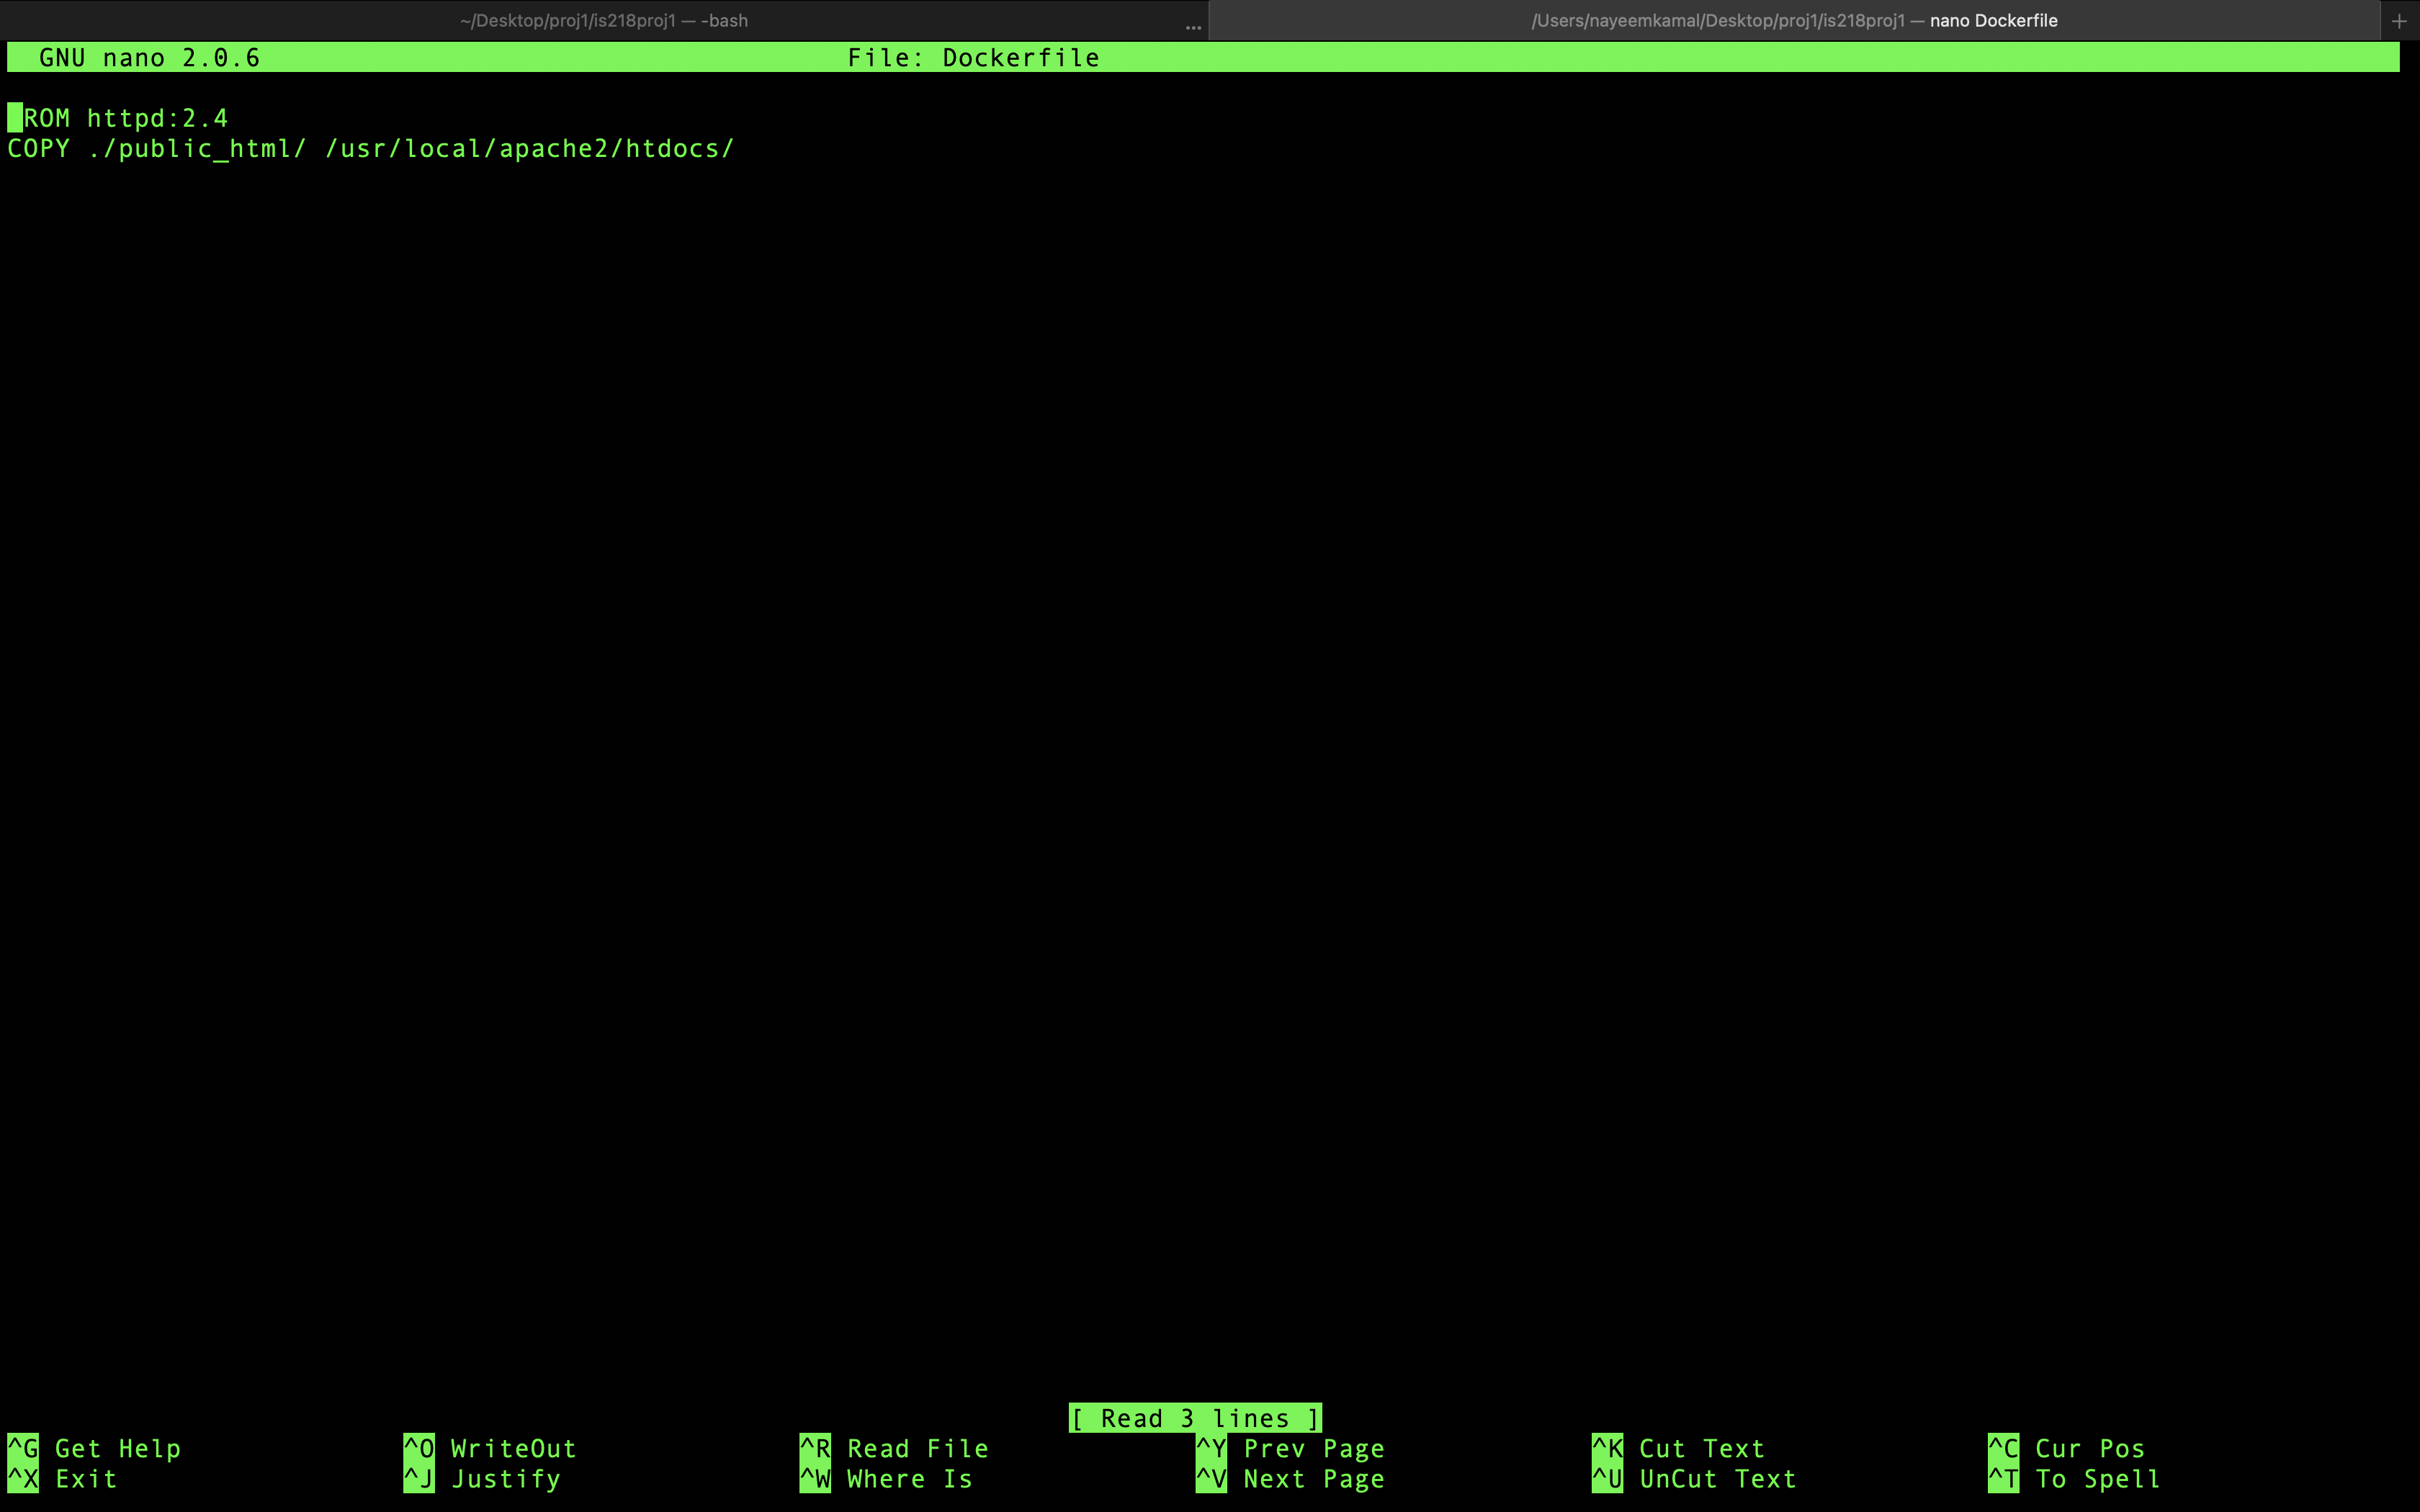 ~/Desktop/proj1/is218proj1 — -bash ... /Users/nayeemkamal/Desktop/proj1/is218proj1 — nano Dockerfile +
GNU nano 2.0.6 File: Dockerfile
ROM httpd:2.4
COPY ./public_html/ /usr/local/apache2/htdocs/
[ Read 3 lines ]
^G Get Help ^O WriteOut ^R Read File ^Y Prev Page ^K Cut Text ^C Cur Pos
^X Exit ^J Justify ^W Where Is ^V Next Page ^U UnCut Text ^T To Spell